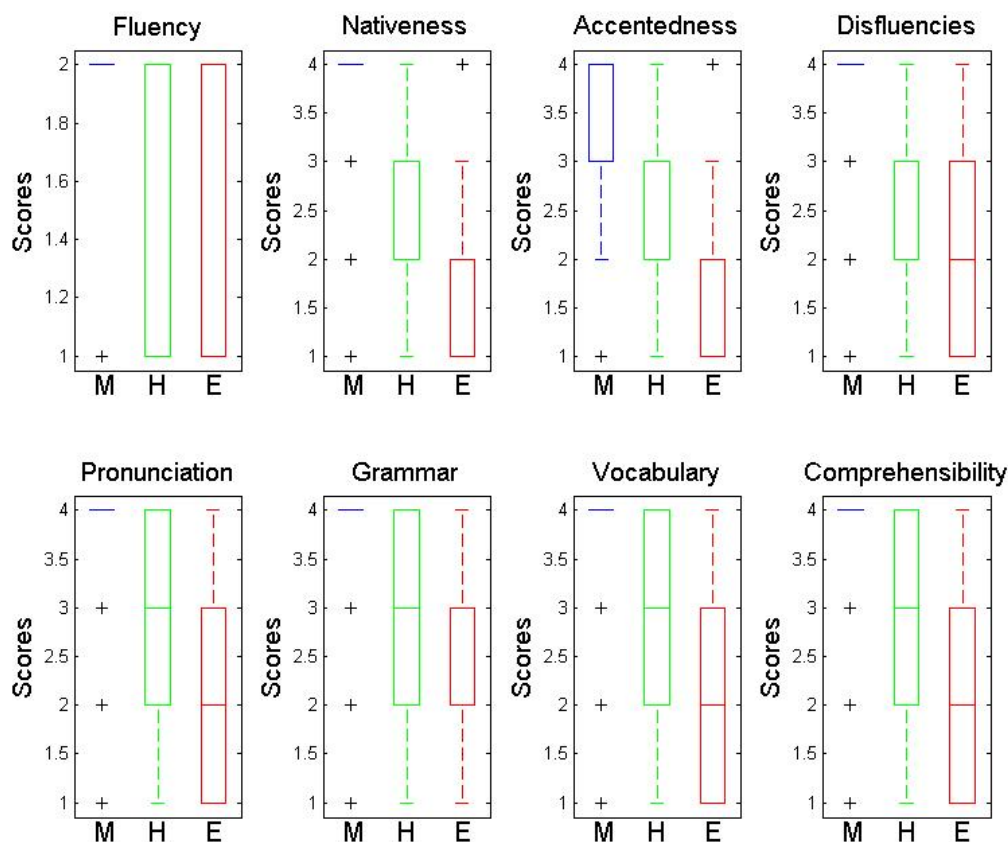 Fluency
Nativeness
Accentedness
Disfluencies
Scores
2
1.8
1.6
1.4
1.2
1
M H E
Scores
4
3.5
3
2.5
2
1.5
1
M H E
Scores
4
3.5
3
2.5
2
1.5
1
M H E
Scores
4
3.5
3
2.5
2
1.5
1
M H E
Pronunciation
Grammar
Vocabulary
Comprehensibility
Scores
4
3.5
3
2.5
2
1.5
1
M H E
Scores
4
3.5
3
2.5
2
1.5
1
M H E
Scores
4
3.5
3
2.5
2
1.5
1
M H E
Scores
4
3.5
3
2.5
2
1.5
1
M H E